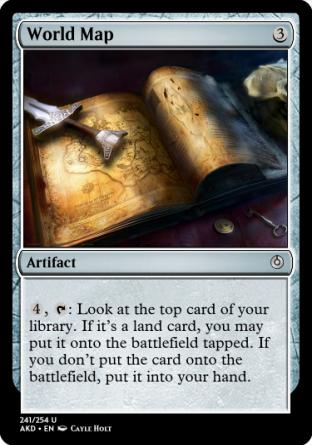 World Map 3
Artifact
4, T: Look at the top card of your
library. If it's a land card, you may
put it onto the battlefield tapped. If
you don't put the card onto the
battlefield, put it into your hand.
241/254 U
AKD • EN Cayle Holt